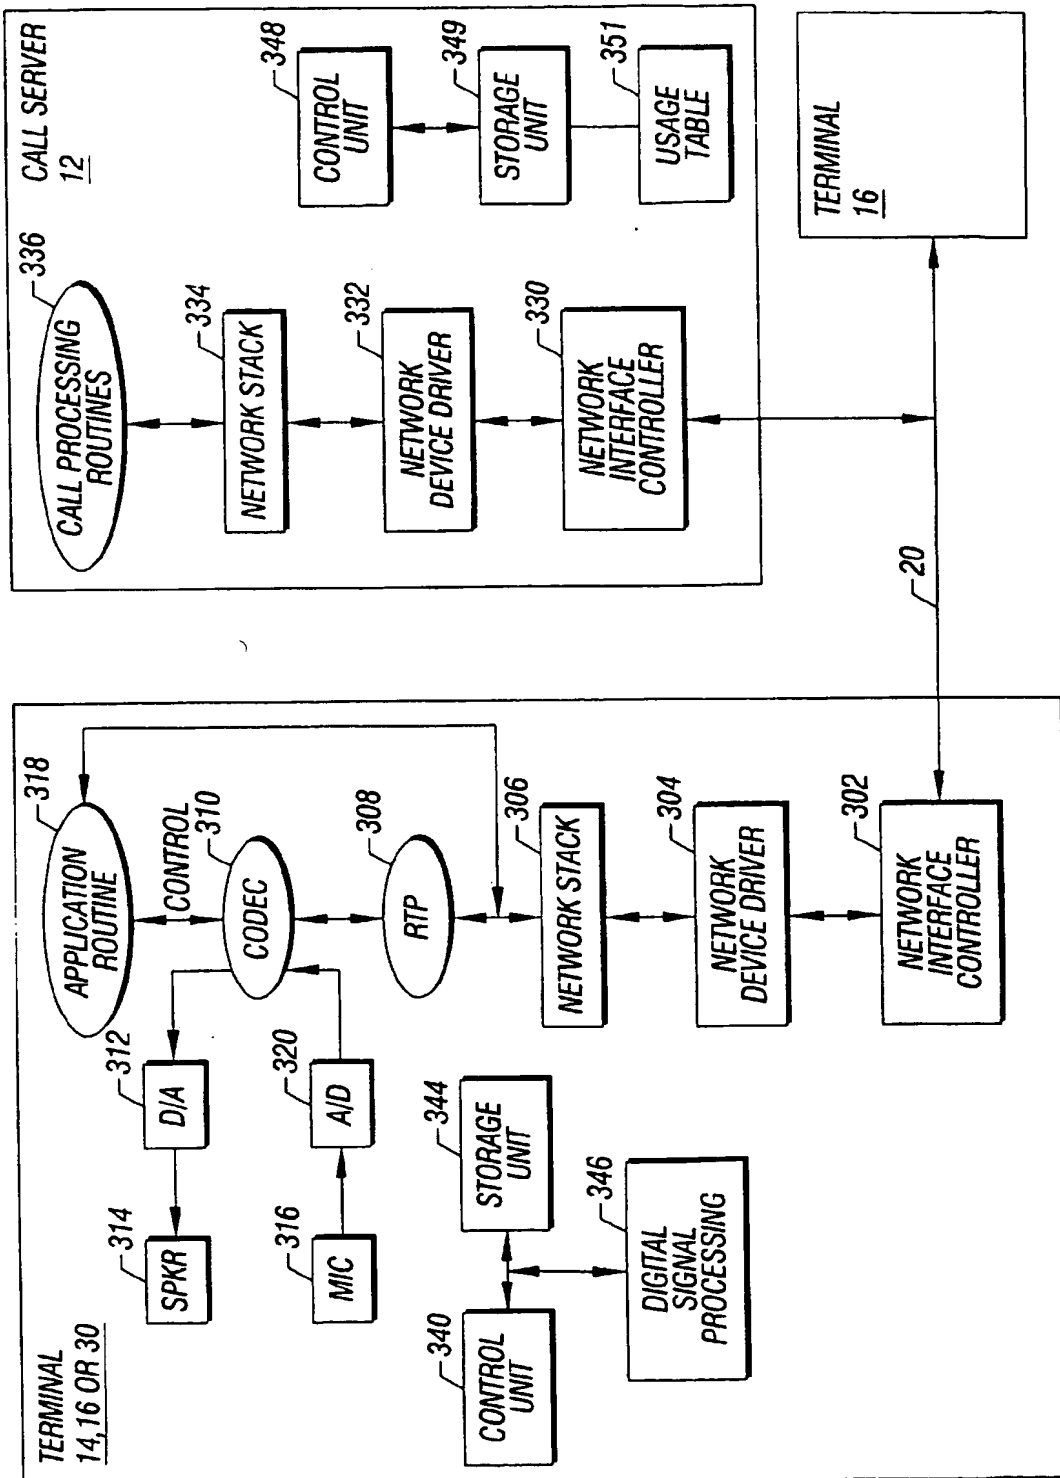 TERMINAL
14,16 OR 30
SPKR
314
D/A
312
MIC
316
A/D
320
APPLICATION
ROUTINE
318
CONTROL
CODEC
310
RTP
308
NETWORK STACK
306
NETWORK
DEVICE DRIVER
304
NETWORK
INTERFACE
CONTROLLER
302
CONTROL
UNIT
340
STORAGE
UNIT
344
DIGITAL
SIGNAL
PROCESSING
346
20
CALL SERVER
12
CALL PROCESSING
ROUTINES
336
NETWORK STACK
334
NETWORK
DEVICE DRIVER
332
NETWORK
INTERFACE
CONTROLLER
330
CONTROL
UNIT
348
STORAGE
UNIT
349
USAGE
TABLE
351
TERMINAL
16